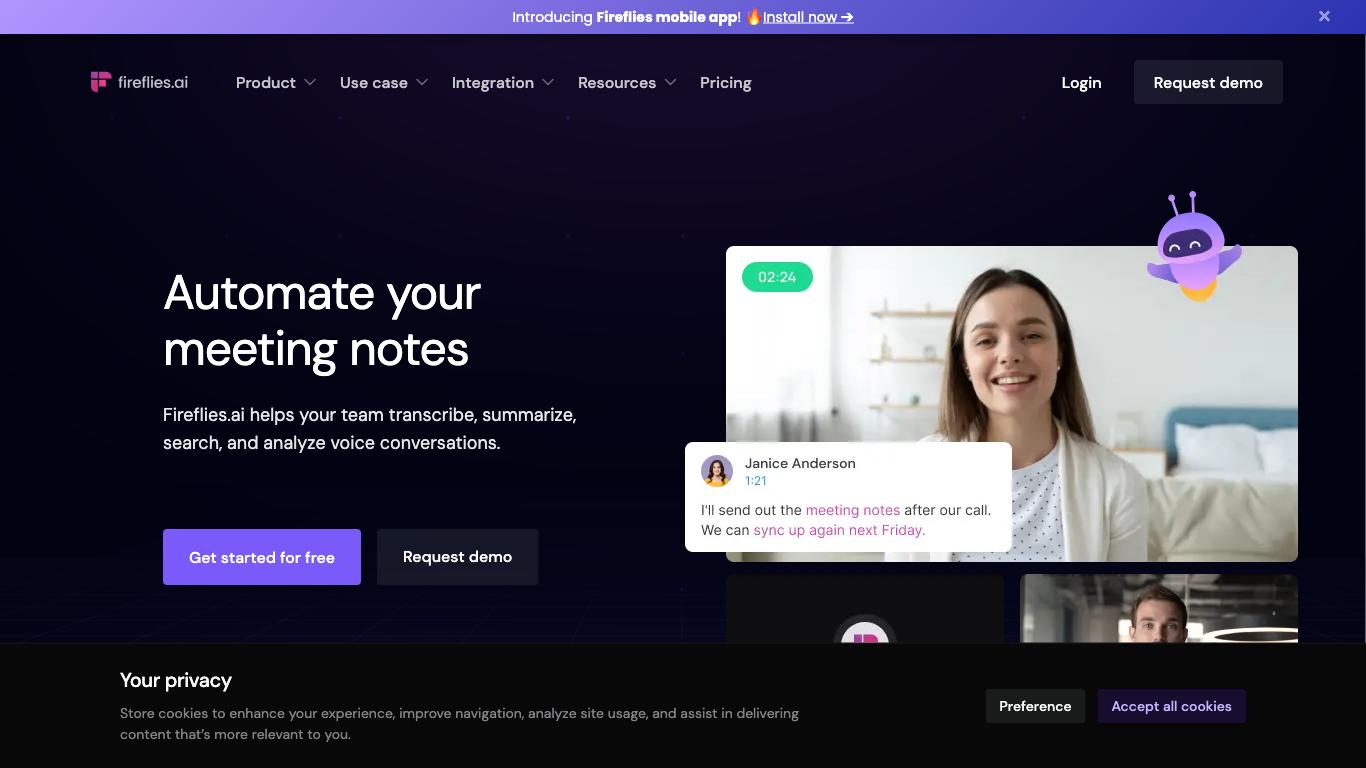 Introducing Fireflies mobile app! 🔥Install now ➔
fireflies.ai
Product
Use case
Integration
Resources
Pricing
Login
Request demo
02:24
Automate your
meeting notes
Fireflies.ai helps your team transcribe, summarize,
search, and analyze voice conversations.
Janice Anderson
1:21
I'll send out the meeting notes after our call.
We can sync up again next Friday.
Get started for free
Request demo
Your privacy
Store cookies to enhance your experience, improve navigation, analyze site usage, and assist in delivering
content that’s more relevant to you.
Preference
Accept all cookies